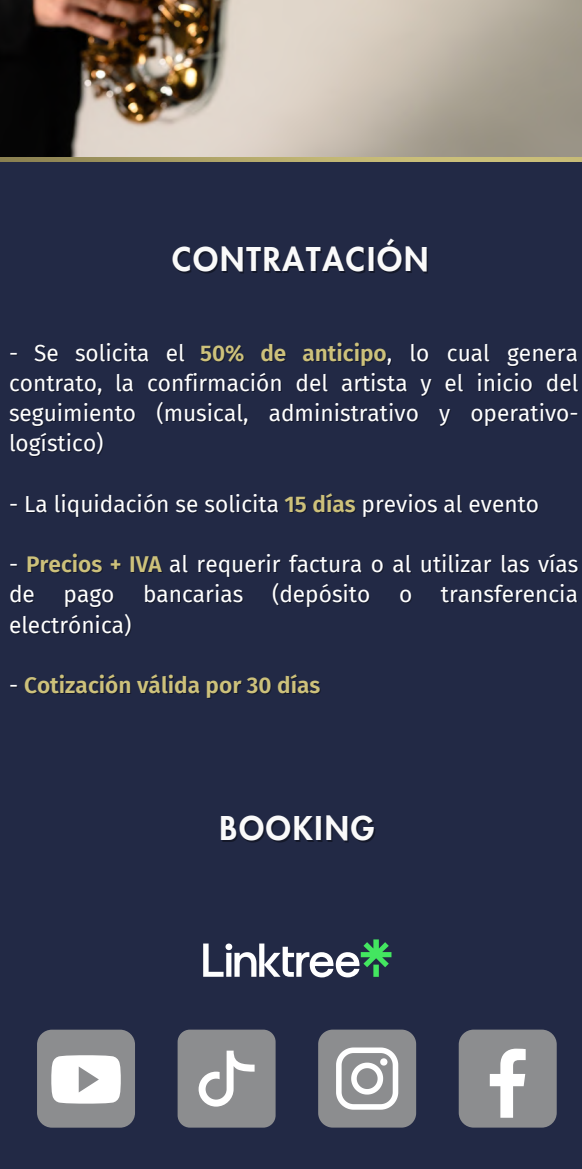 CONTRATACIÓN
- Se solicita el 50% de anticipo, lo cual genera
contrato, la confirmación del artista y el inicio del
seguimiento (musical, administrativo y operativo-
logístico)
- La liquidación se solicita 15 días previos al evento
- Precios + IVA al requerir factura o al utilizar las vías
de pago bancarias (depósito o transferencia
electrónica)
- Cotización válida por 30 días
BOOKING
Linktree